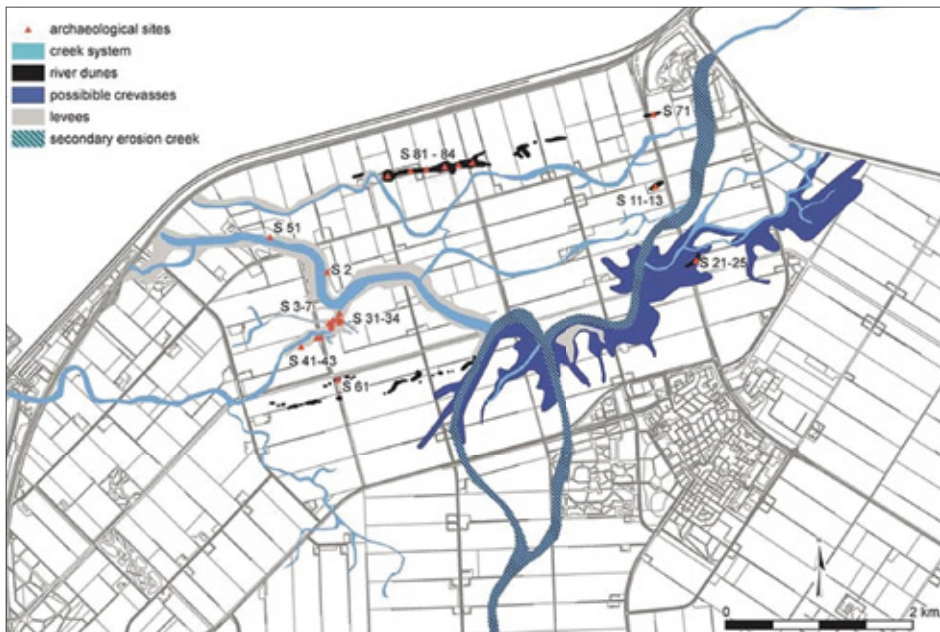 archaeological sites
creek system
river dunes
possibible crevasses
levees
secondary erosion creek
S 71
S 81 - 84
S 11-13
S 51
S 21-25
S 2
S 3-7
S 31-34
S 41-43
S 61
0 2 km